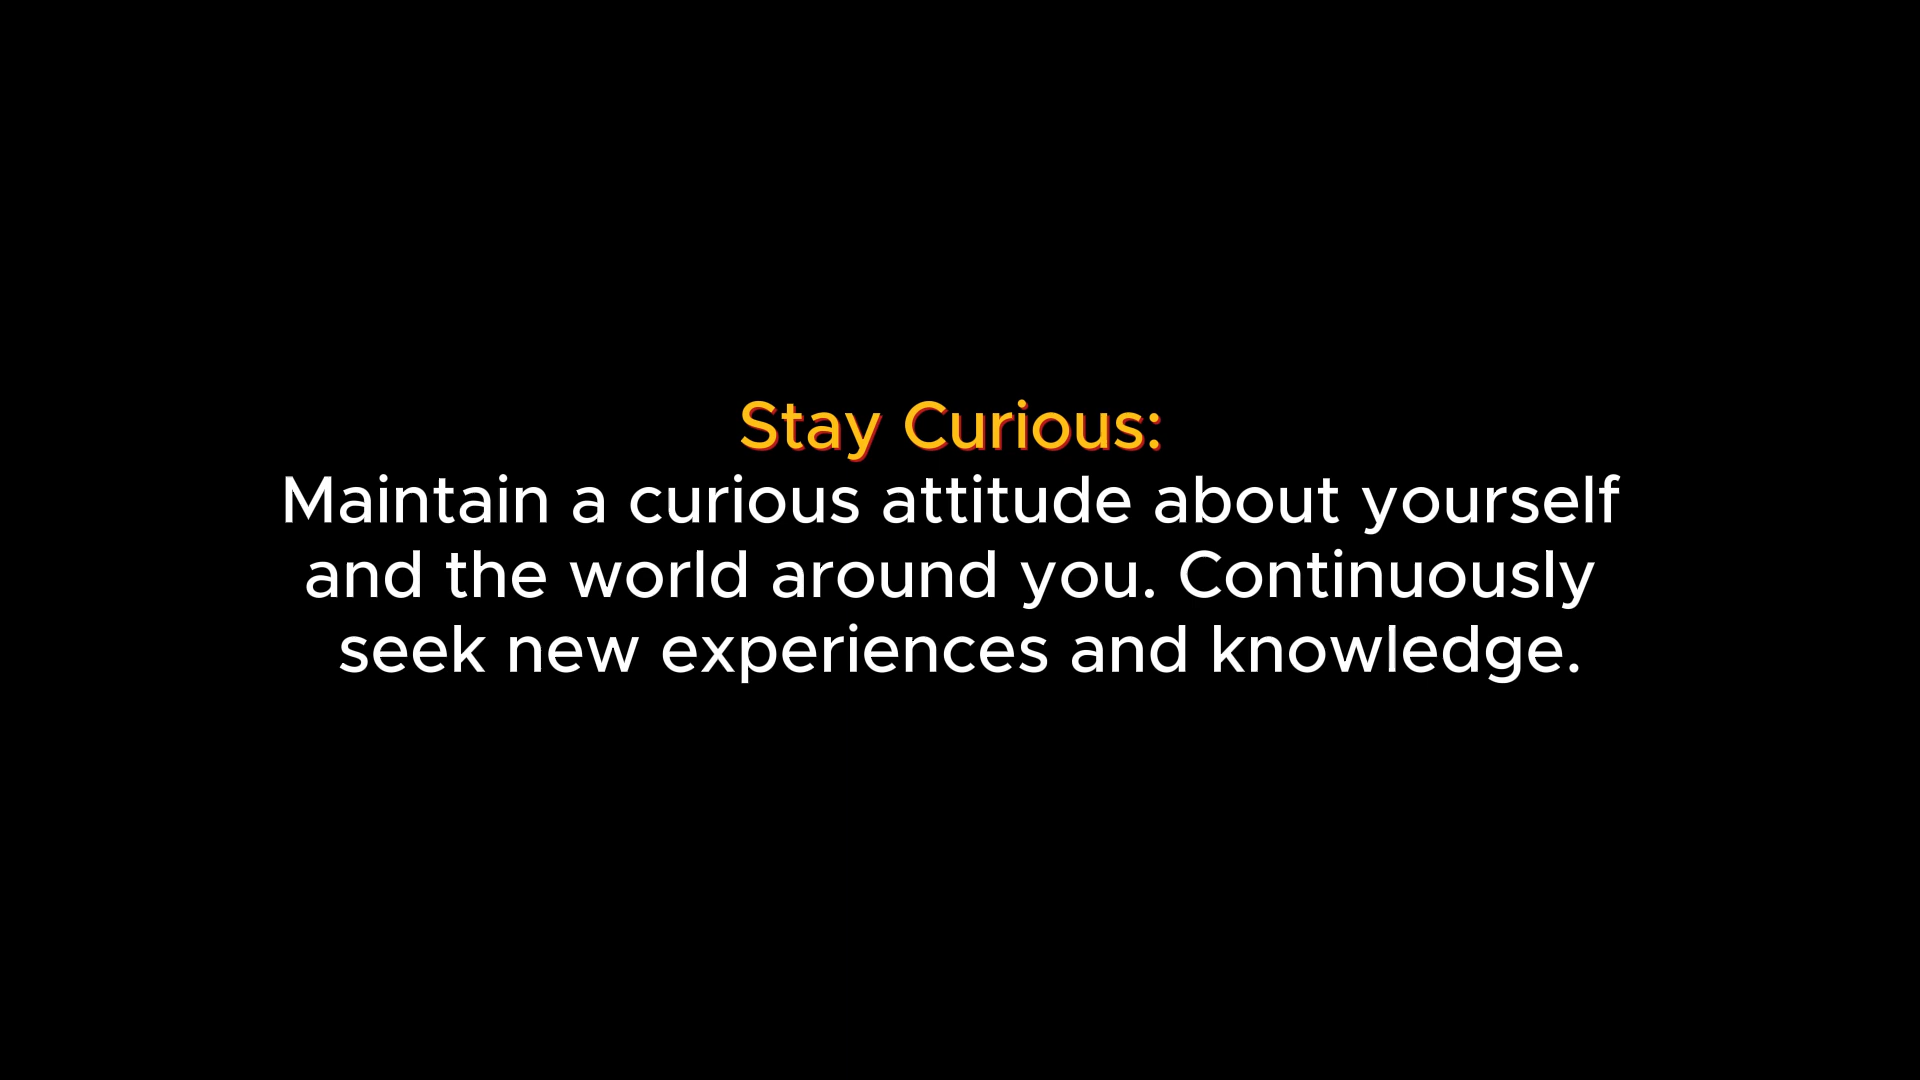 Stay Curious:
Maintain a curious attitude about yourself
and the world around you. Continuously
seek new experiences and knowledge.